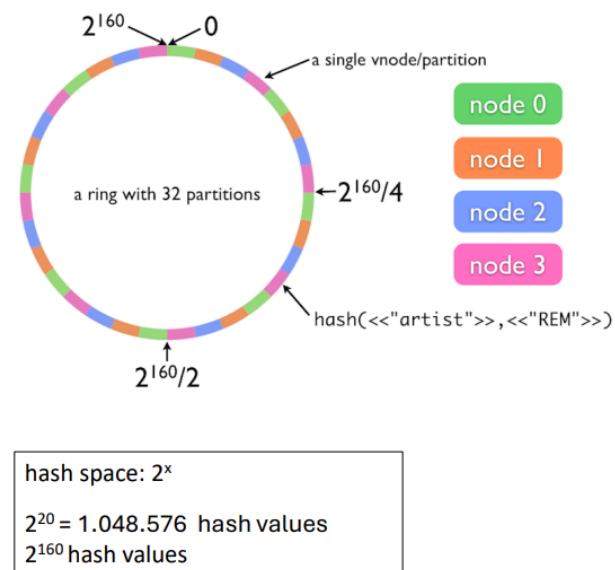 2¹⁶⁰ 0
a single vnode/partition
node 0
node 1
a ring with 32 partitions
2¹⁶⁰/4
node 2
node 3
hash(<<"artist">>,<<"REM">>)
2¹⁶⁰/2
hash space: 2ˣ
2²⁰ = 1.048.576 hash values
2¹⁶⁰ hash values